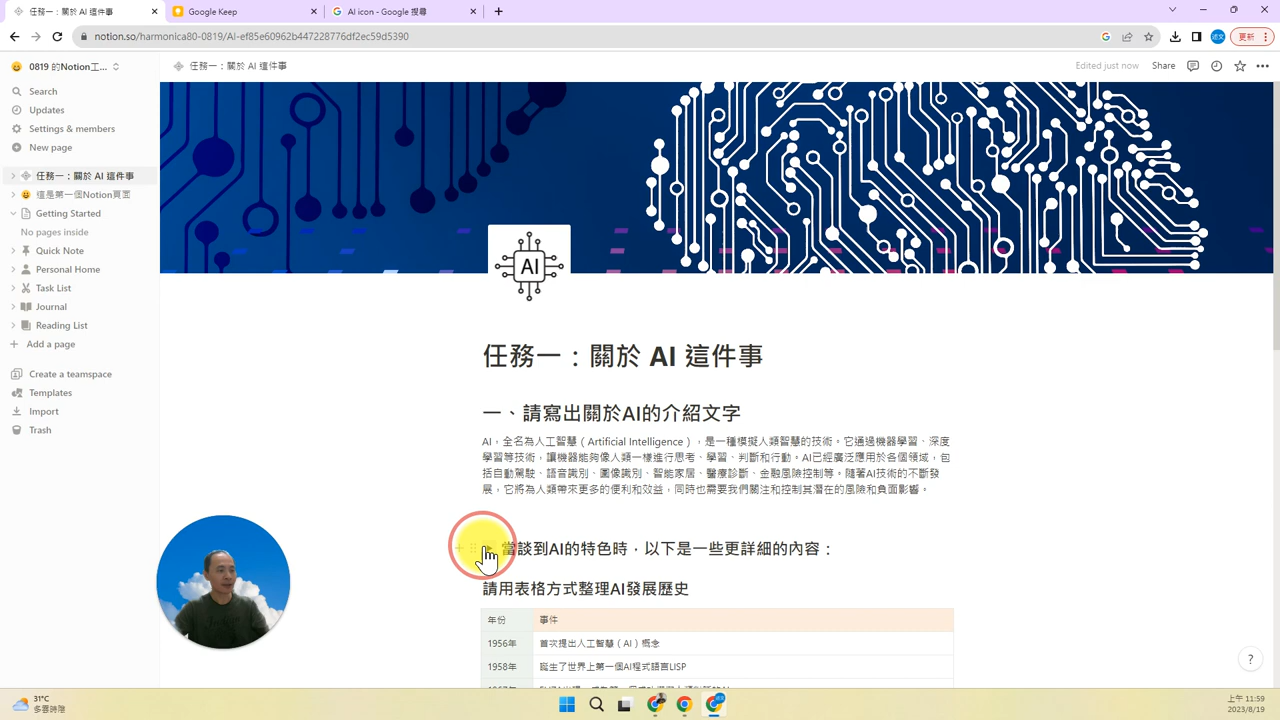 任務一：關於 AI 這件事
Google Keep
AI icon - Google 搜尋
notion.so/harmonica80-0819/AI-ef85e60962b447228776df2ec59d5390
更新
0819 的Notion工...
任務一：關於 AI 這件事
Edited just now
Share
Search
Updates
Settings & members
New page
任務一：關於 AI 這件事
這是第一個Notion頁面
Getting Started
No pages inside
Quick Note
Personal Home
Task List
Journal
Reading List
Add a page
Create a teamspace
Templates
Import
Trash
AI
任務一：關於 AI 這件事
一、請寫出關於AI的介紹文字
AI，全名為人工智慧（Artificial Intelligence），是一種模擬人類智慧的技術。它通過機器學習、深度
學習等技術，讓機器能夠像人類一樣進行思考、學習、判斷和行動。AI已經廣泛應用於各個領域，包
括自動駕駛、語音識別、圖像識別、智能家居、醫療診斷、金融風險控制等。隨著AI技術的不斷發
展，它將為人類帶來更多的便利和效益，同時也需要我們關注和控制其潛在的風險和負面影響。
當談到AI的特色時，以下是一些更詳細的內容：
請用表格方式整理AI發展歷史
年份 事件
1956年 首次提出人工智慧（AI）概念
1958年 誕生了世界上第一個AI程式語言LISP
?
31°C
多雲時陰
上午 11:59
2023/8/19